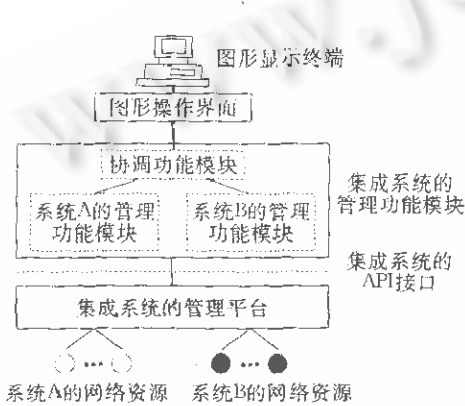 图形显示终端
图形操作界面
协调功能模块
系统A的管理
功能模块
系统B的管理
功能模块
集成系统的
管理功能模块
集成系统的
API接口
集成系统的管理平台
系统A的网络资源
系统B的网络资源